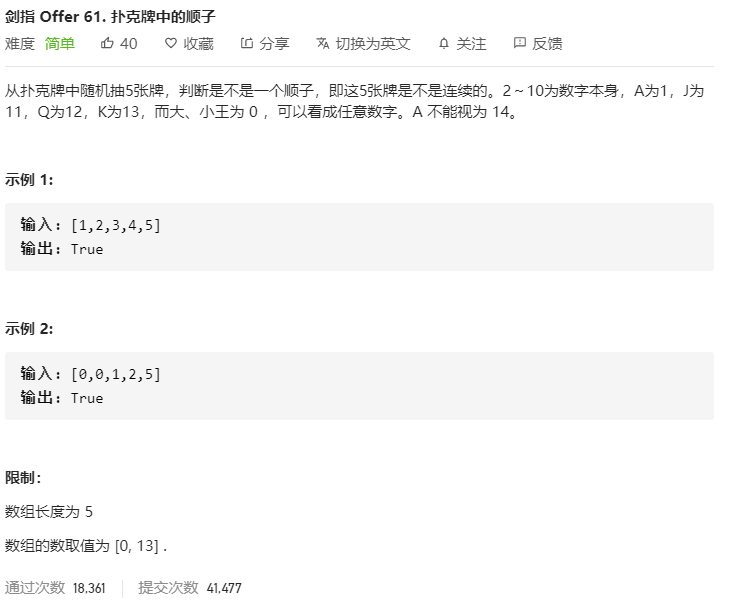 剑指 Offer 61. 扑克牌中的顺子
难度 简单 40 收藏 分享 切换为英文 关注 反馈
从扑克牌中随机抽5张牌，判断是不是一个顺子，即这5张牌是不是连续的。2～10为数字本身，A为1，J为
11，Q为12，K为13，而大、小王为 0 ，可以看成任意数字。A 不能视为 14。
示例 1:
输入: [1,2,3,4,5]
输出: True
示例 2:
输入: [0,0,1,2,5]
输出: True
限制：
数组长度为 5
数组的数取值为 [0, 13] .
通过次数 18,361 提交次数 41,477